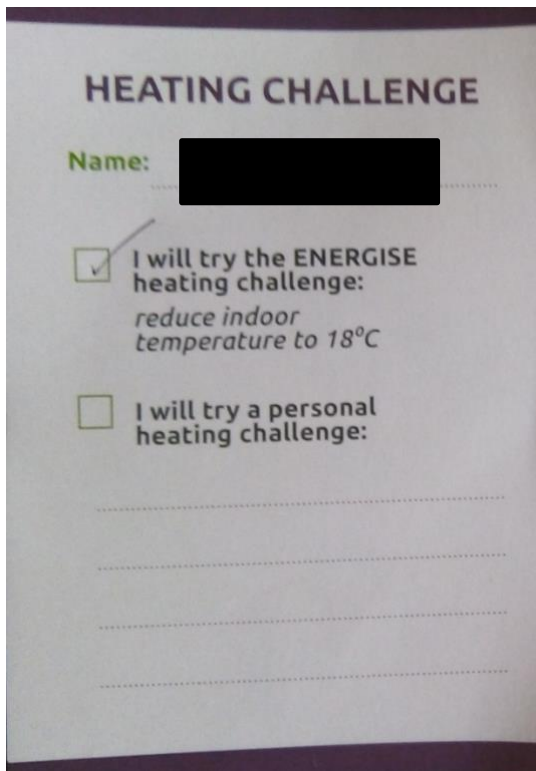 HEATING CHALLENGE
Name:
I will try the ENERGISE
heating challenge:
reduce indoor
temperature to 18°C
I will try a personal
heating challenge: